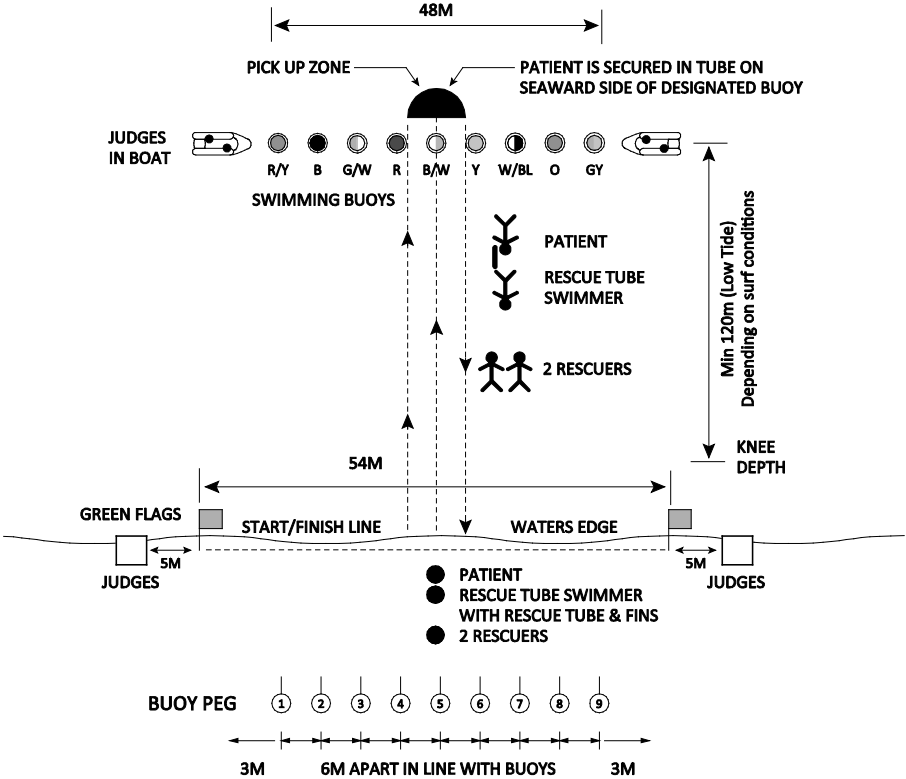 48M
PICK UP ZONE
PATIENT IS SECURED IN TUBE ON
SEAWARD SIDE OF DESIGNATED BUOY
JUDGES
IN BOAT
R/Y B G/W R B/W Y W/BL O GY
SWIMMING BUOYS
PATIENT
RESCUE TUBE
SWIMMER
2 RESCUERS
Min 120m (Low Tide)
Depending on surf conditions
KNEE
DEPTH
54M
GREEN FLAGS
START/FINISH LINE
WATERS EDGE
5M
5M
JUDGES
JUDGES
PATIENT
RESCUE TUBE SWIMMER
WITH RESCUE TUBE & FINS
2 RESCUERS
BUOY PEG
1 2 3 4 5 6 7 8 9
3M
6M APART IN LINE WITH BUOYS
3M